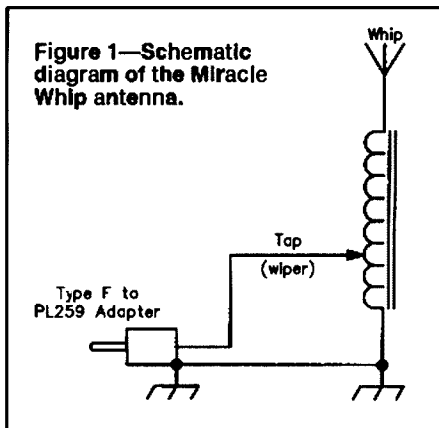 Figure 1—Schematic
diagram of the Miracle
Whip antenna.
Whip
Tap
(wiper)
Type F to
PL259 Adapter